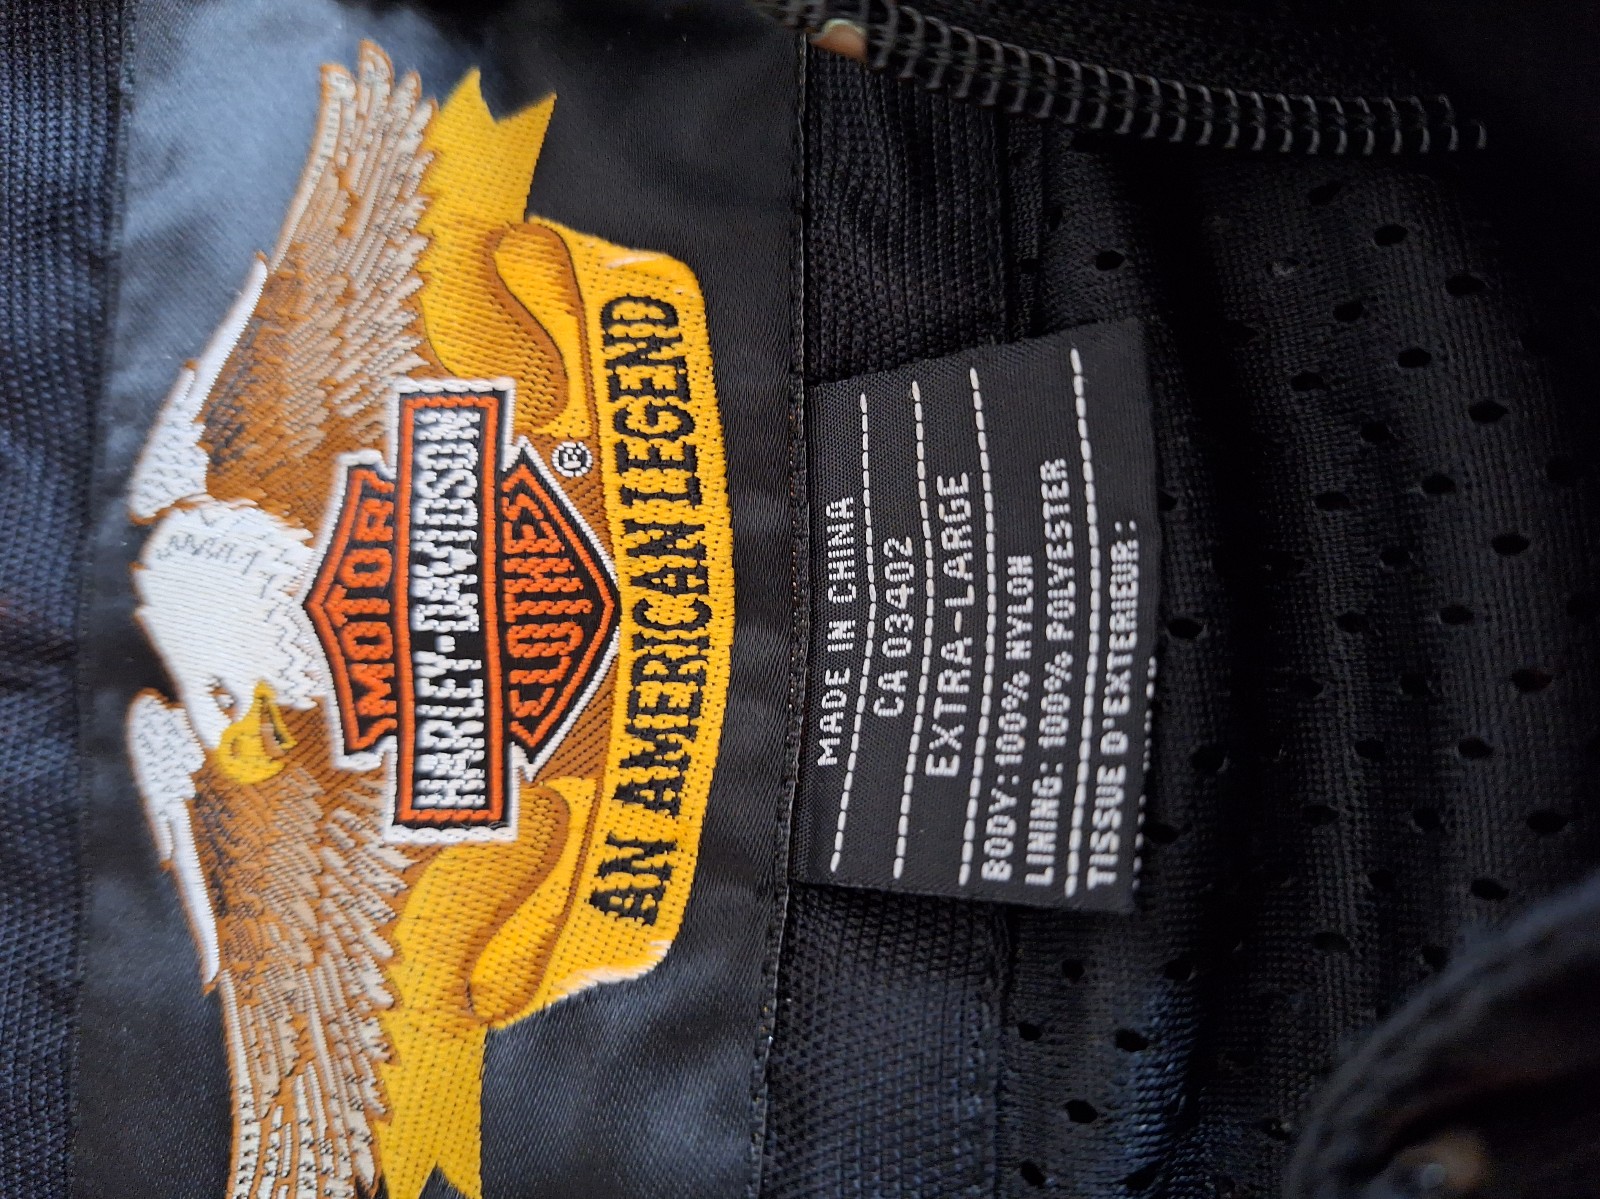 MOTOR
HARLEY-DAVIDSON
CLOTHES
®
AN AMERICAN LEGEND
MADE IN CHINA
CA 03402
EXTRA-LARGE
BODY: 100% NYLON
LINING: 100% POLYESTER
TISSUE D'EXTERIEUR: